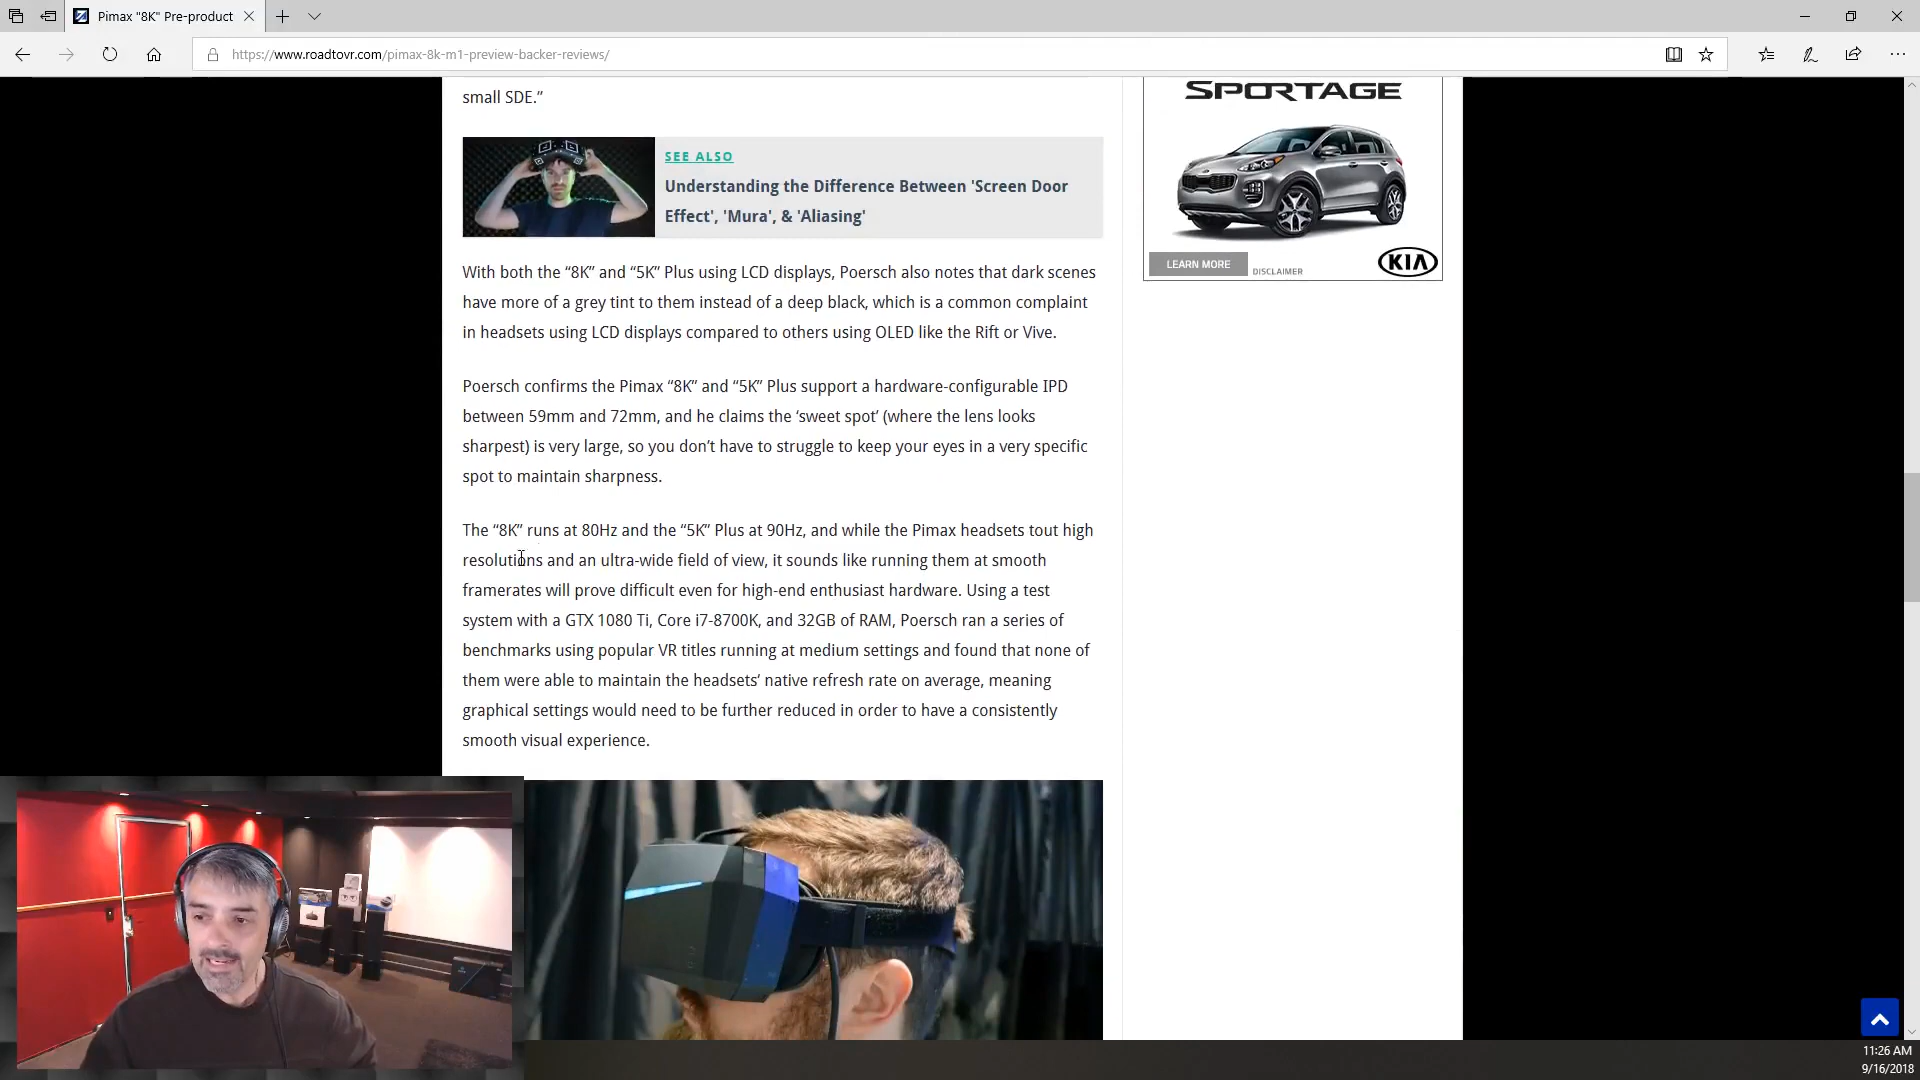 Pimax "8K" Pre-product
https://www.roadtovr.com/pimax-8k-m1-preview-backer-reviews/
small SDE.”
SEE ALSO
Understanding the Difference Between 'Screen Door
Effect', 'Mura', & 'Aliasing'
With both the “8K” and “5K” Plus using LCD displays, Poersch also notes that dark scenes
have more of a grey tint to them instead of a deep black, which is a common complaint
in headsets using LCD displays compared to others using OLED like the Rift or Vive.
Poersch confirms the Pimax “8K” and “5K” Plus support a hardware-configurable IPD
between 59mm and 72mm, and he claims the ‘sweet spot’ (where the lens looks
sharpest) is very large, so you don’t have to struggle to keep your eyes in a very specific
spot to maintain sharpness.
The “8K” runs at 80Hz and the “5K” Plus at 90Hz, and while the Pimax headsets tout high
resolutions and an ultra-wide field of view, it sounds like running them at smooth
framerates will prove difficult even for high-end enthusiast hardware. Using a test
system with a GTX 1080 Ti, Core i7-8700K, and 32GB of RAM, Poersch ran a series of
benchmarks using popular VR titles running at medium settings and found that none of
them were able to maintain the headsets’ native refresh rate on average, meaning
graphical settings would need to be further reduced in order to have a consistently
smooth visual experience.
SPORTAGE
LEARN MORE
DISCLAIMER
KIA
11:26 AM
9/16/2018